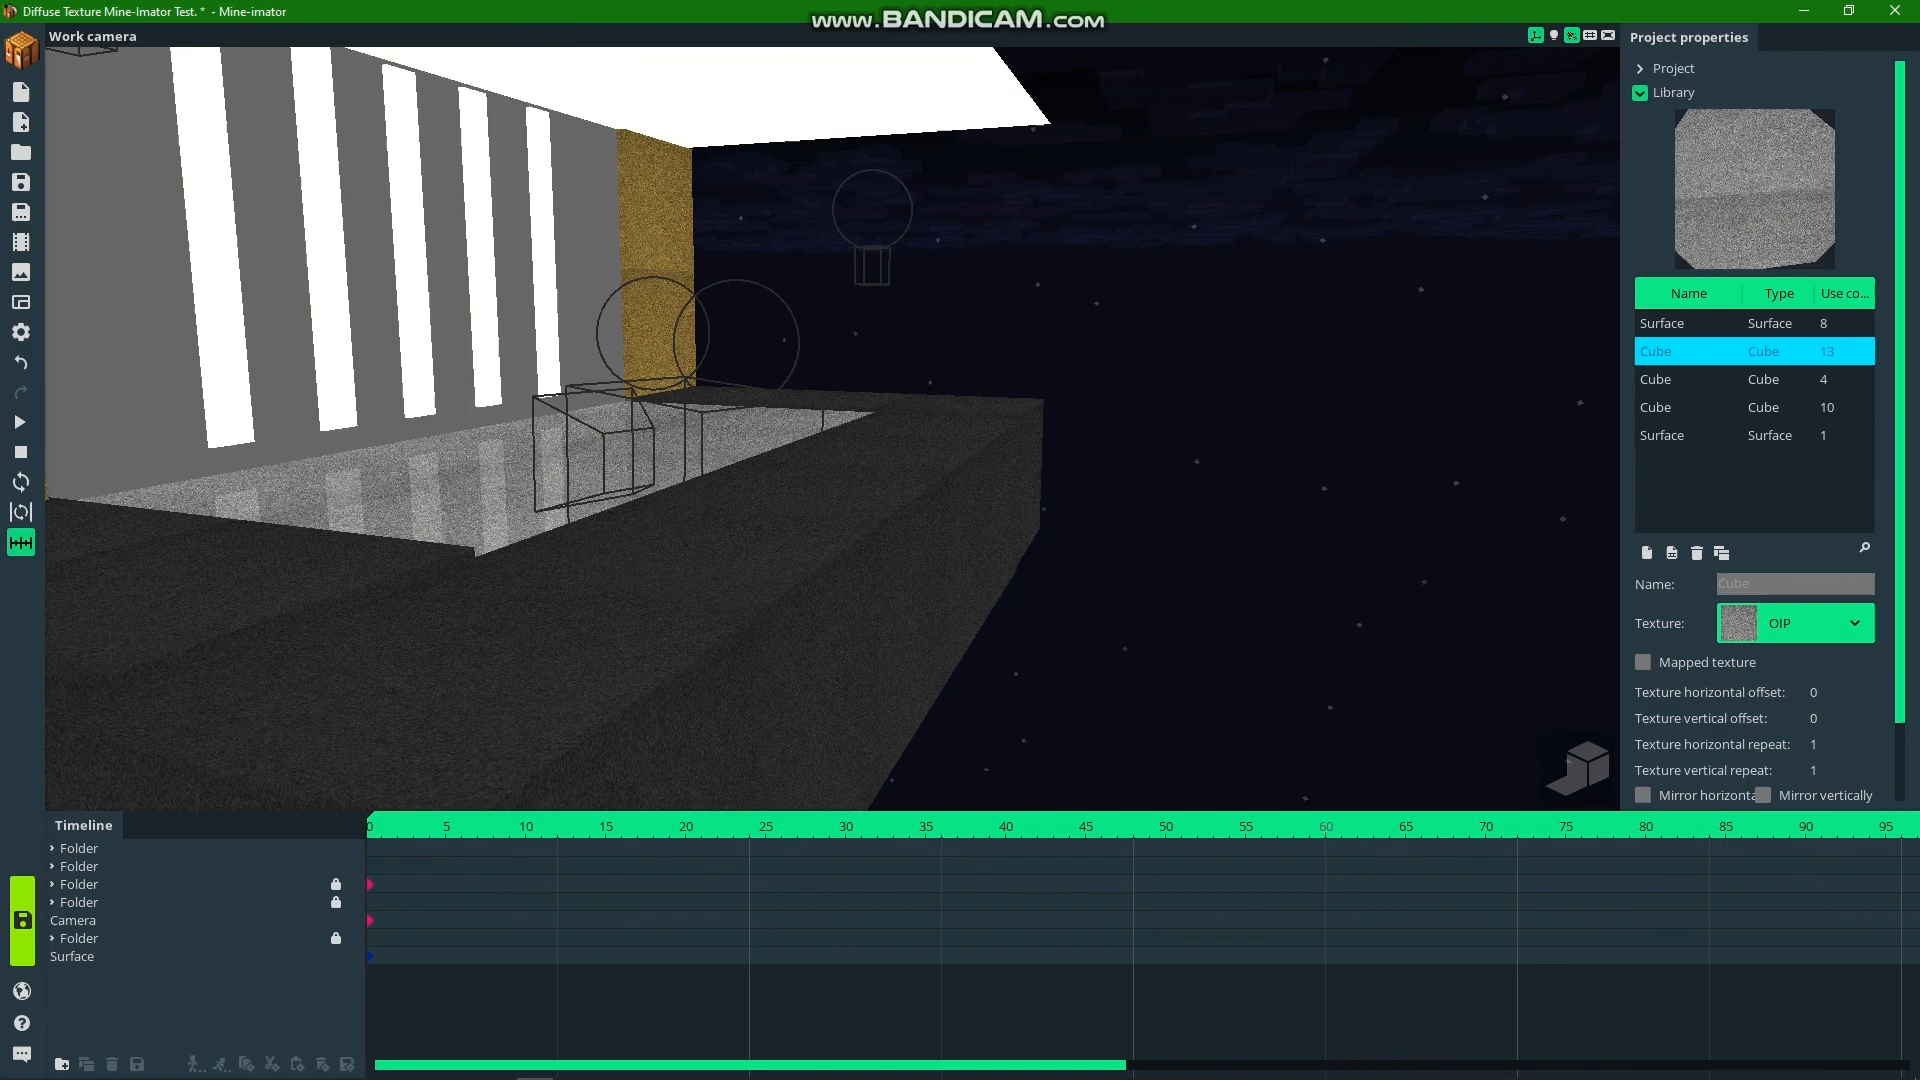 Diffuse Texture Mine-Imator Test. * - Mine-imator
www.BANDICAM.com
Work camera
Project properties
Project
Library
Name Type Use co...
Surface Surface 8
Cube Cube 13
Cube Cube 4
Cube Cube 10
Surface Surface 1
Name: Cube
Texture: OIP
Mapped texture
Texture horizontal offset: 0
Texture vertical offset: 0
Texture horizontal repeat: 1
Texture vertical repeat: 1
Mirror horizonta Mirror vertically
Timeline
0 5 10 15 20 25 30 35 40 45 50 55 60 65 70 75 80 85 90 95
Folder
Folder
Folder
Folder
Camera
Folder
Surface